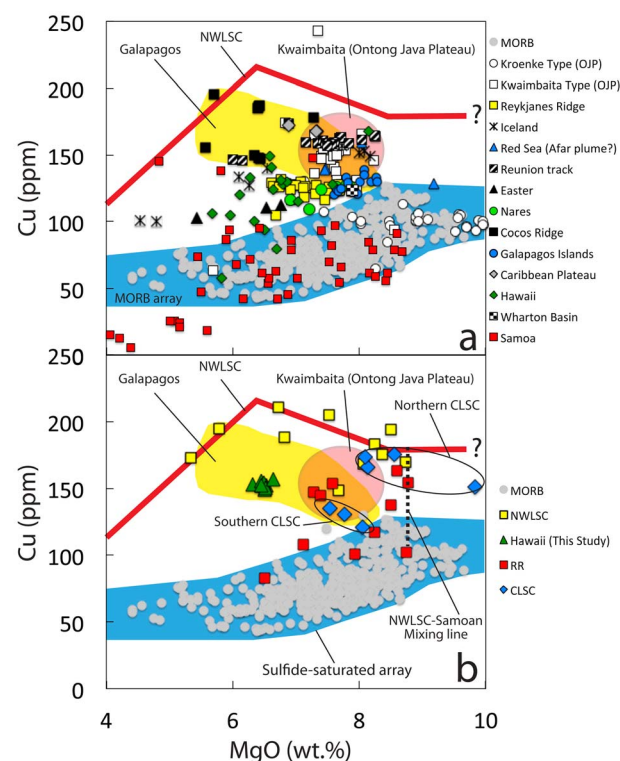 250
200
150
100
50
250
200
150
100
50
0
Cu (ppm)
Cu (ppm)
4
6
8
10
MgO (wt.%)
NWLSC
Galapagos
Kwaimbaita (Ontong Java Plateau)
?
MORB array
a
MORB
Kroenke Type (OJP)
Kwaimbaita Type (OJP)
Reykjanes Ridge
Iceland
Red Sea (Afar plume?)
Reunion track
Easter
Nares
Cocos Ridge
Galapagos Islands
Caribbean Plateau
Hawaii
Wharton Basin
Samoa
NWLSC
Galapagos
Kwaimbaita (Ontong Java Plateau)
Northern CLSC
?
Southern CLSC
NWLSC-Samoan
Mixing line
Sulfide-saturated array
b
MORB
NWLSC
Hawaii (This Study)
RR
CLSC